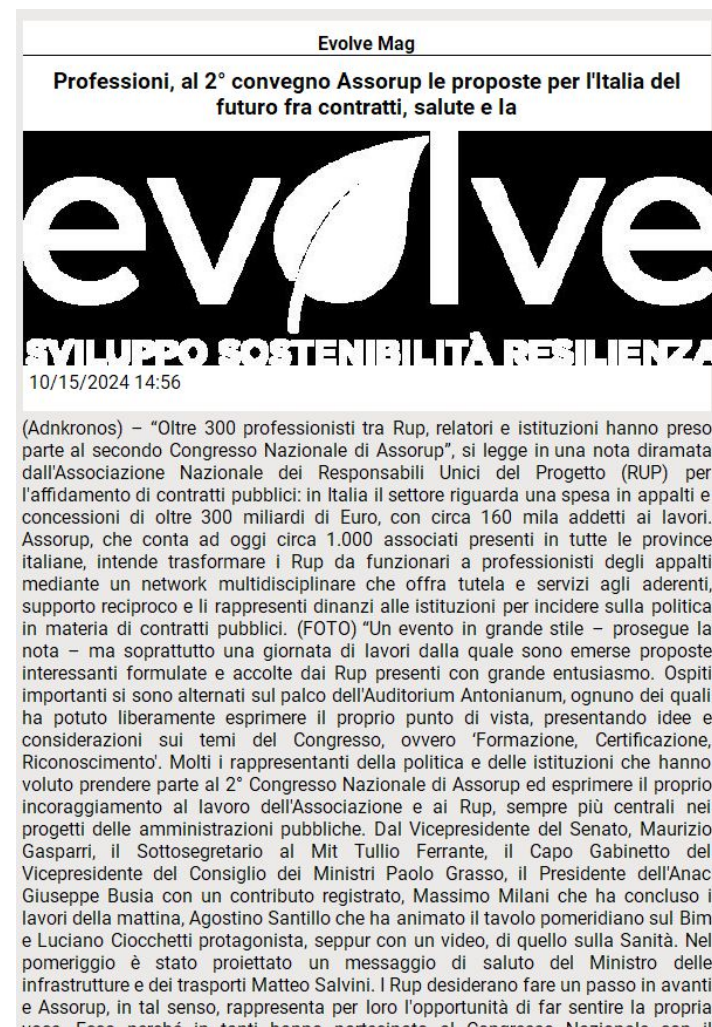 Evolve Mag
Professioni, al 2° convegno Assorup le proposte per l'Italia del
futuro fra contratti, salute e la
evolve
SVILUPPO SOSTENIBILITÀ RESILIENZA
10/15/2024 14:56
(Adnkronos) – “Oltre 300 professionisti tra Rup, relatori e istituzioni hanno preso
parte al secondo Congresso Nazionale di Assorup”, si legge in una nota diramata
dall'Associazione Nazionale dei Responsabili Unici del Progetto (RUP) per
l'affidamento di contratti pubblici: in Italia il settore riguarda una spesa in appalti e
concessioni di oltre 300 miliardi di Euro, con circa 160 mila addetti ai lavori.
Assorup, che conta ad oggi circa 1.000 associati presenti in tutte le province
italiane, intende trasformare i Rup da funzionari a professionisti degli appalti
mediante un network multidisciplinare che offra tutela e servizi agli aderenti,
supporto reciproco e li rappresenti dinanzi alle istituzioni per incidere sulla politica
in materia di contratti pubblici. (FOTO) “Un evento in grande stile – prosegue la
nota – ma soprattutto una giornata di lavori dalla quale sono emerse proposte
interessanti formulate e accolte dai Rup presenti con grande entusiasmo. Ospiti
importanti si sono alternati sul palco dell'Auditorium Antonianum, ognuno dei quali
ha potuto liberamente esprimere il proprio punto di vista, presentando idee e
considerazioni sui temi del Congresso, ovvero ‘Formazione, Certificazione,
Riconoscimento'. Molti i rappresentanti della politica e delle istituzioni che hanno
voluto prendere parte al 2° Congresso Nazionale di Assorup ed esprimere il proprio
incoraggiamento al lavoro dell'Associazione e ai Rup, sempre più centrali nei
progetti delle amministrazioni pubbliche. Dal Vicepresidente del Senato, Maurizio
Gasparri, il Sottosegretario al Mit Tullio Ferrante, il Capo Gabinetto del
Vicepresidente del Consiglio dei Ministri Paolo Grasso, il Presidente dell'Anac
Giuseppe Busia con un contributo registrato, Massimo Milani che ha concluso i
lavori della mattina, Agostino Santillo che ha animato il tavolo pomeridiano sul Bim
e Luciano Ciocchetti protagonista, seppur con un video, di quello sulla Sanità. Nel
pomeriggio è stato proiettato un messaggio di saluto del Ministro delle
infrastrutture e dei trasporti Matteo Salvini. I Rup desiderano fare un passo in avanti
e Assorup, in tal senso, rappresenta per loro l'opportunità di far sentire la propria